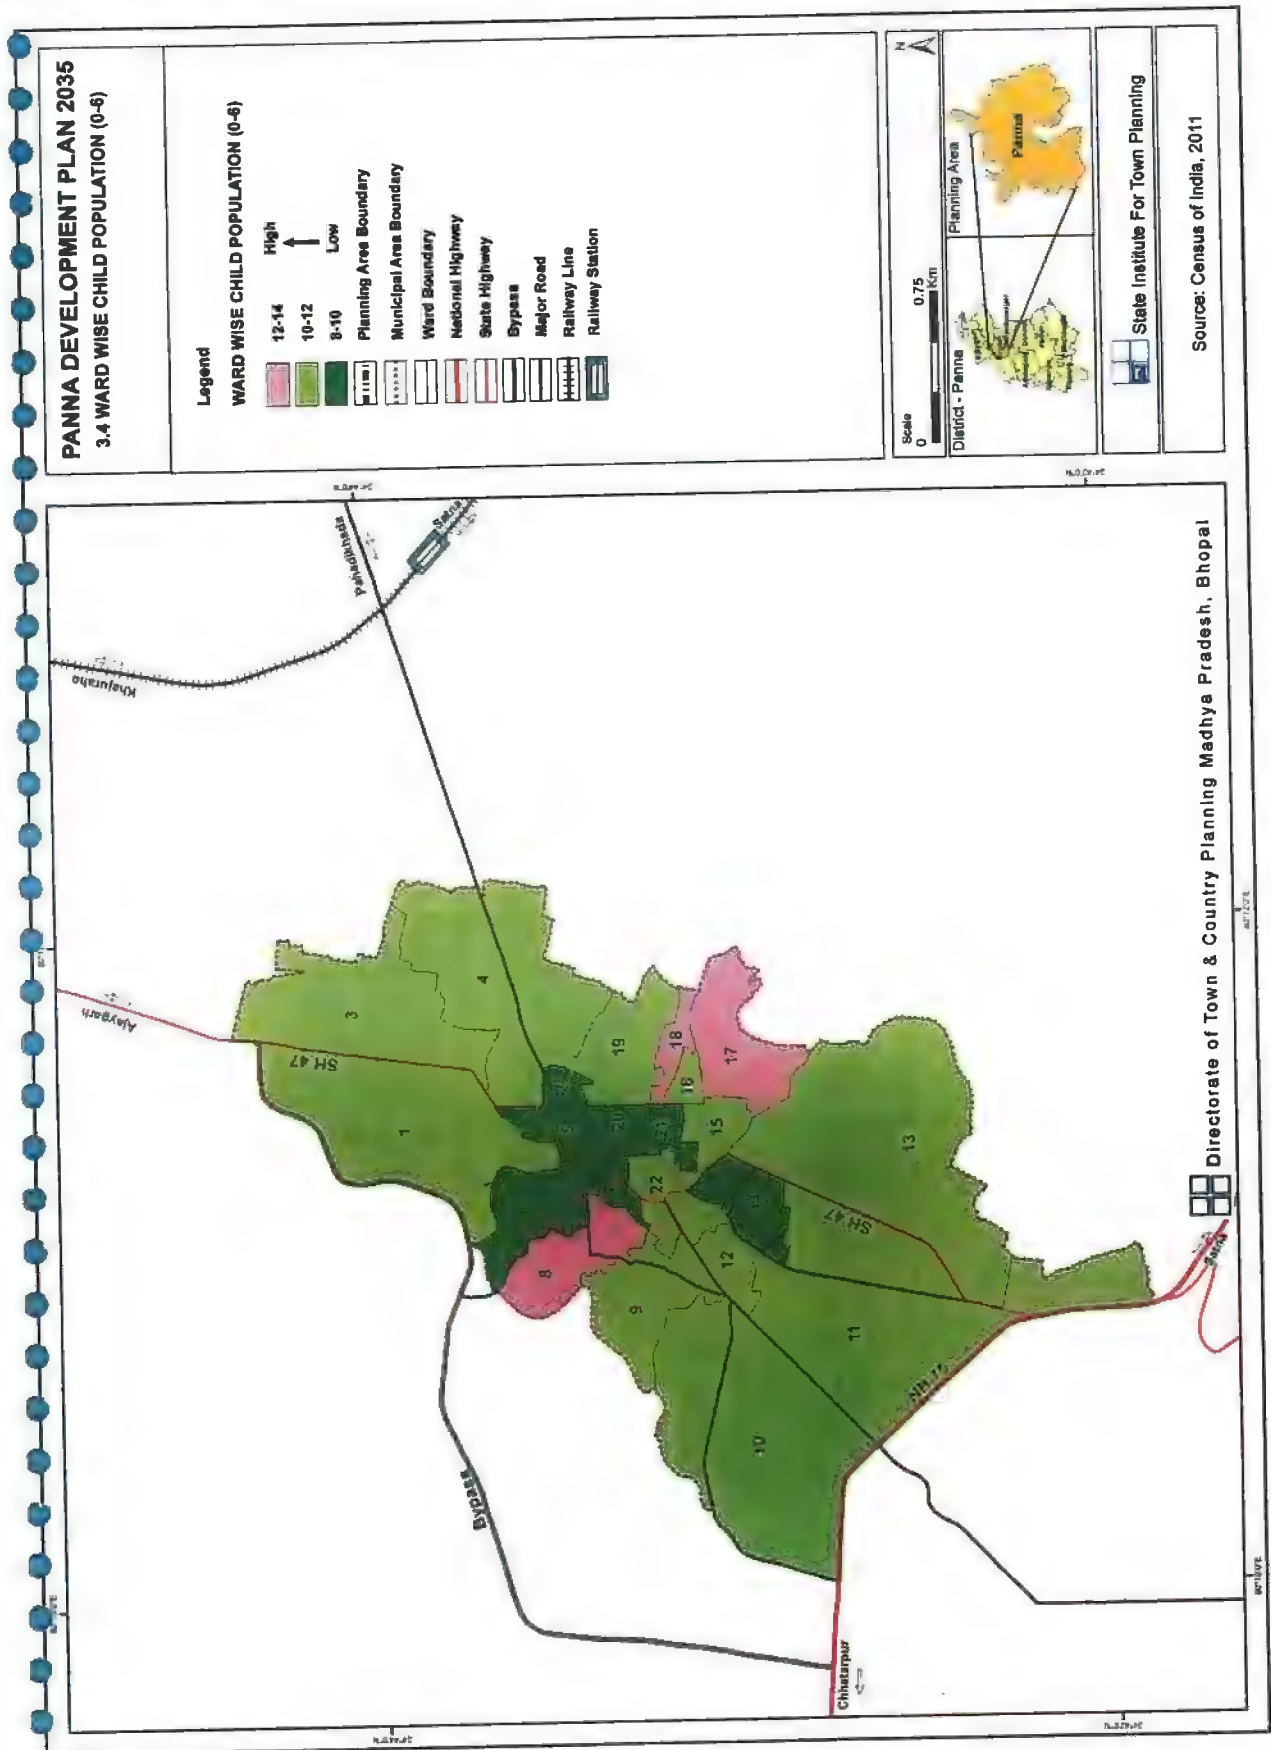 PANNA DEVELOPMENT PLAN 2035
3.4 WARD WISE CHILD POPULATION (0-6)
Legend
WARD WISE CHILD POPULATION (0-6)
12-14 High
10-12
8-10 Low
Planning Area Boundary
Municipal Area Boundary
Ward Boundary
National Highway
State Highway
Bypass
Major Road
Railway Line
Railway Station
N
Scale
0 0.75
Km
District - Panna
Planning Area
Panna
State Institute For Town Planning
Source: Census of India, 2011
Khajuraho
Pahadikhada
Satna
Ajaygarh
SH 47
1
3
4
19
18
16
17
20
21
15
22
8
9
12
13
SH 47
10
11
Bypass
Chhatarpur
Satna
Directorate of Town & Country Planning Madhya Pradesh, Bhopal